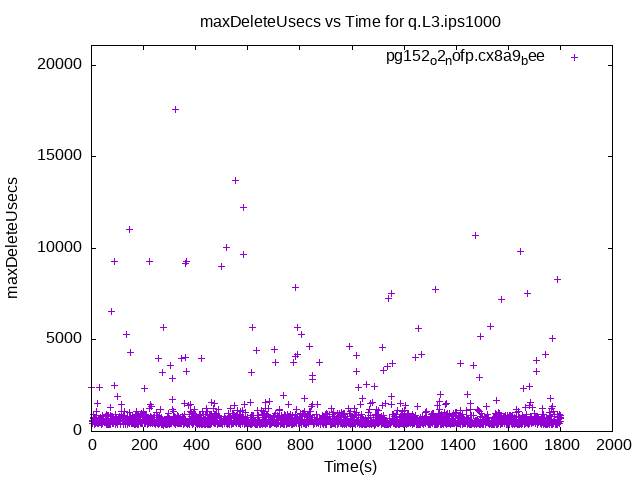 maxDeleteUsecs vs Time for q.L3.ips1000
pg152o2nofp.cx8a9bee
20000
15000
10000
5000
0
maxDeleteUsecs
0 200 400 600 800 1000 1200 1400 1600 1800 2000
Time(s)